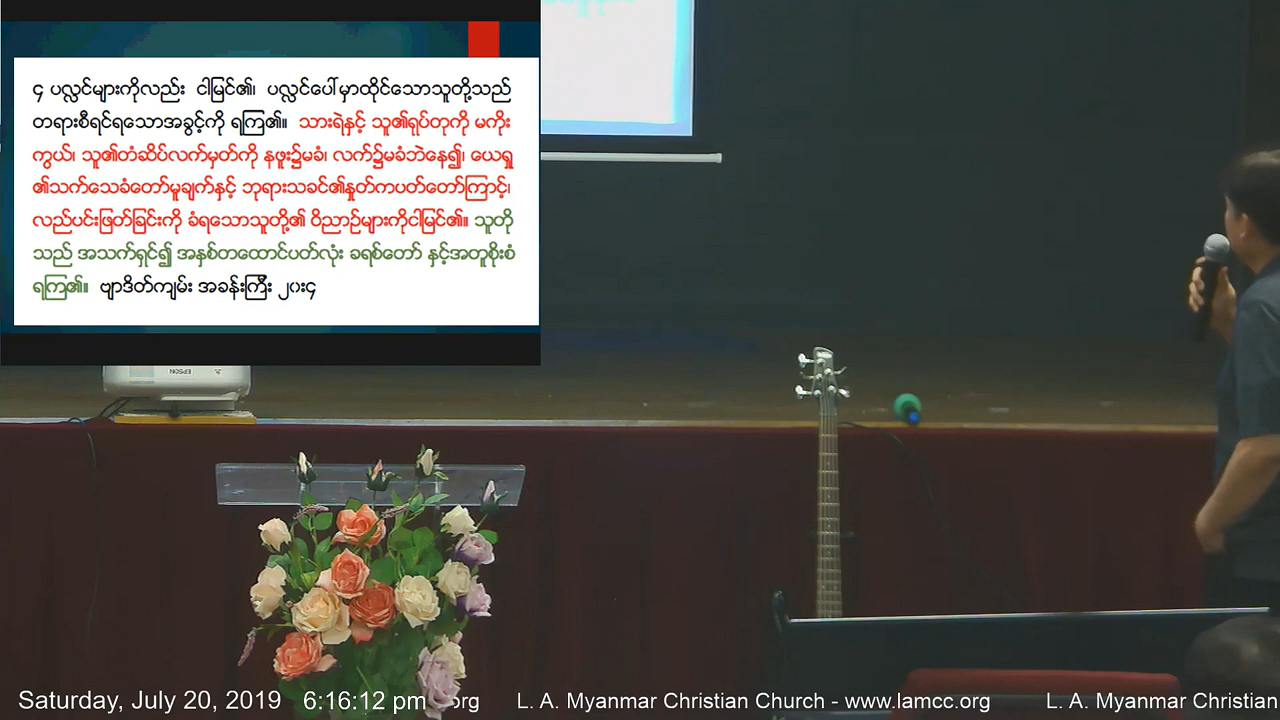 ၄ ပလ္လင်များကိုလည်း ငါမြင်၏၊ ပလ္လင်ပေါ်မှာထိုင်သောသူတို့သည်
တရားစီရင်ရသောအခွင့်ကို ရကြ၏။ သားရဲနှင့် သူ၏ရုပ်တုကို မကိုး
ကွယ်၊ သူ၏တံဆိပ်လက်မှတ်ကို နဖူး၌မခံ၊ လက်၌မခံဘဲနေ၍၊ ယေရှု
၏သက်သေခံတော်မူချက်နှင့် ဘုရားသခင်၏နှုတ်ကပတ်တော်ကြောင့်၊
လည်ပင်းဖြတ်ခြင်းကို ခံရသောသူတို့၏ ဝိညာဉ်များကိုငါမြင်၏။ သူတို
သည် အသက်ရှင်၍ အနှစ်တထောင်ပတ်လုံး ခရစ်တော် နှင့်အတူစိုးစံ
ရကြ၏။ ဗျာဒိတ်ကျမ်း အခန်းကြီး ၂၀း၄
EPSON
Saturday, July 20, 2019 6:16:12 pm org L. A. Myanmar Christian Church - www.lamcc.org L. A. Myanmar Christian